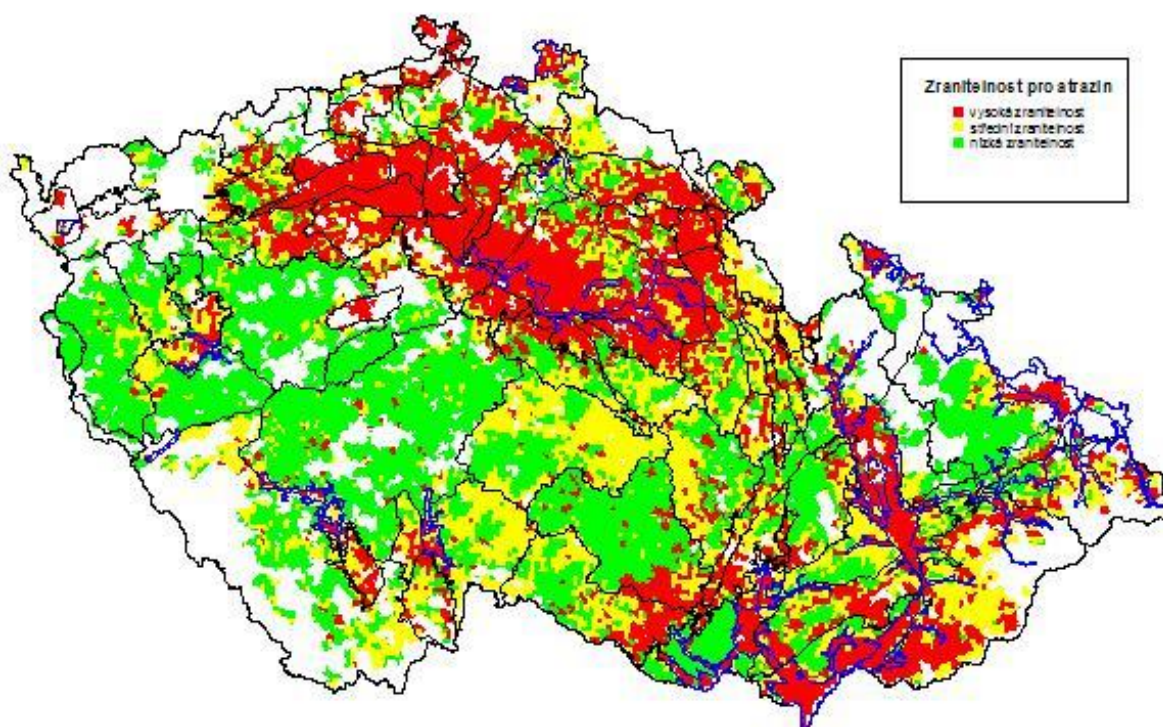 Zranitelnost pro atrazin
vysoká zranitelnost
střední zranitelnost
nízká zranitelnost